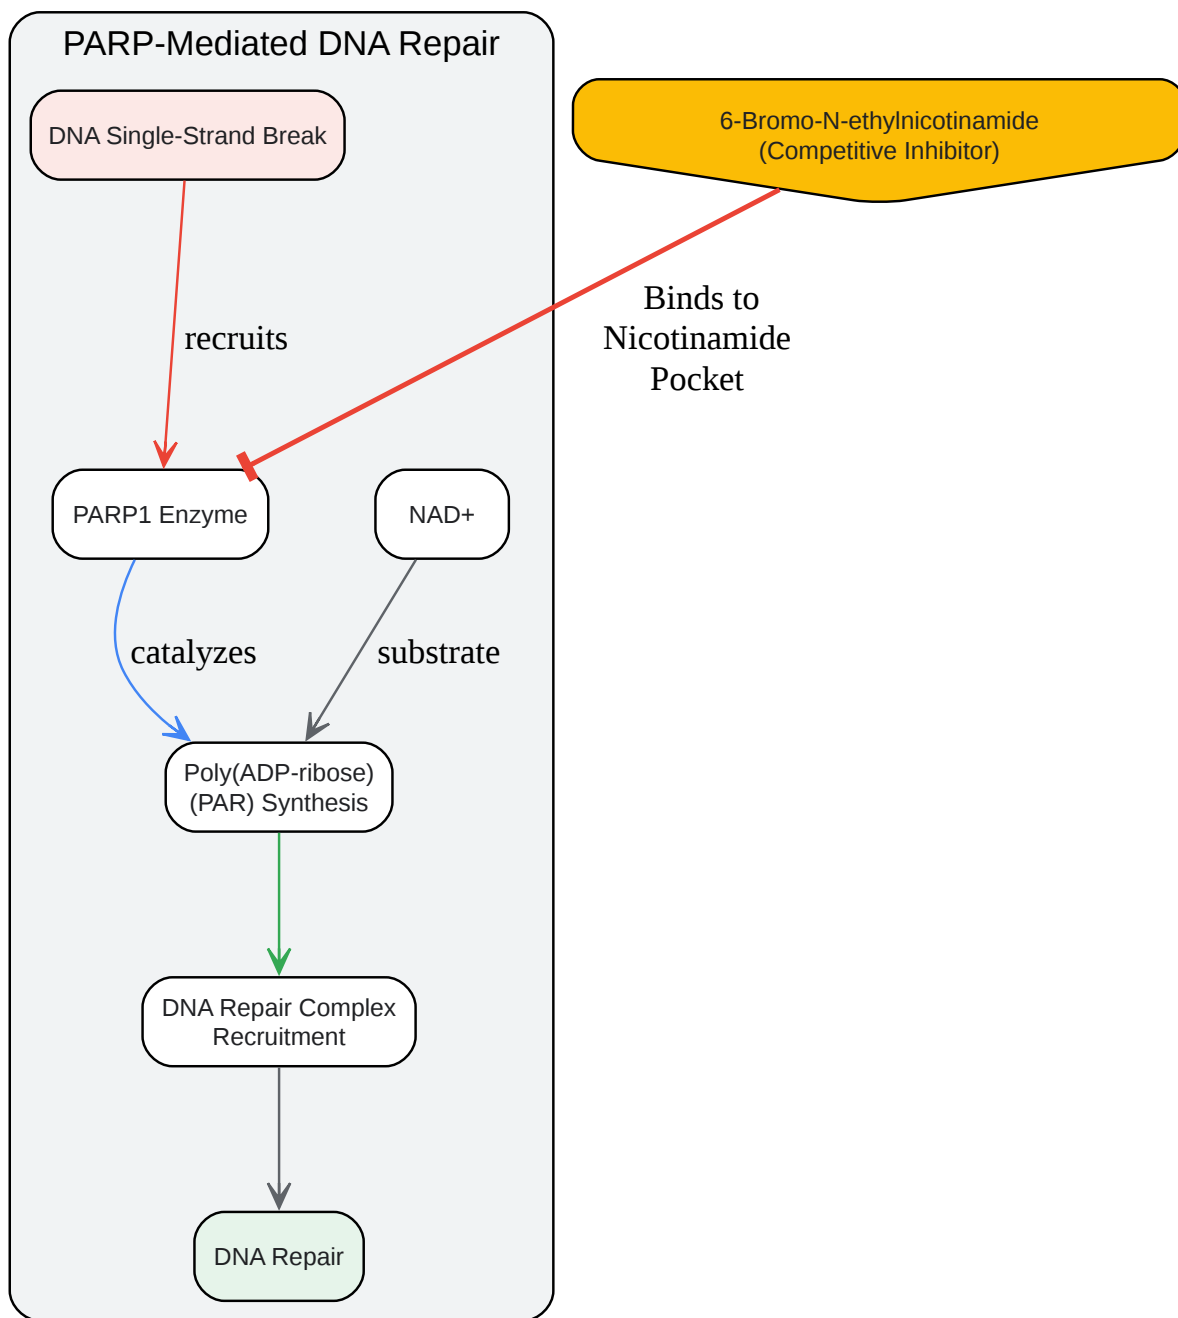 PARP-Mediated DNA Repair
DNA Single-Strand Break
6-Bromo-N-ethylnicotinamide
(Competitive Inhibitor)
recruits
Binds to
Nicotinamide
Pocket
PARP1 Enzyme
NAD+
catalyzes
substrate
Poly(ADP-ribose)
(PAR) Synthesis
DNA Repair Complex
Recruitment
DNA Repair